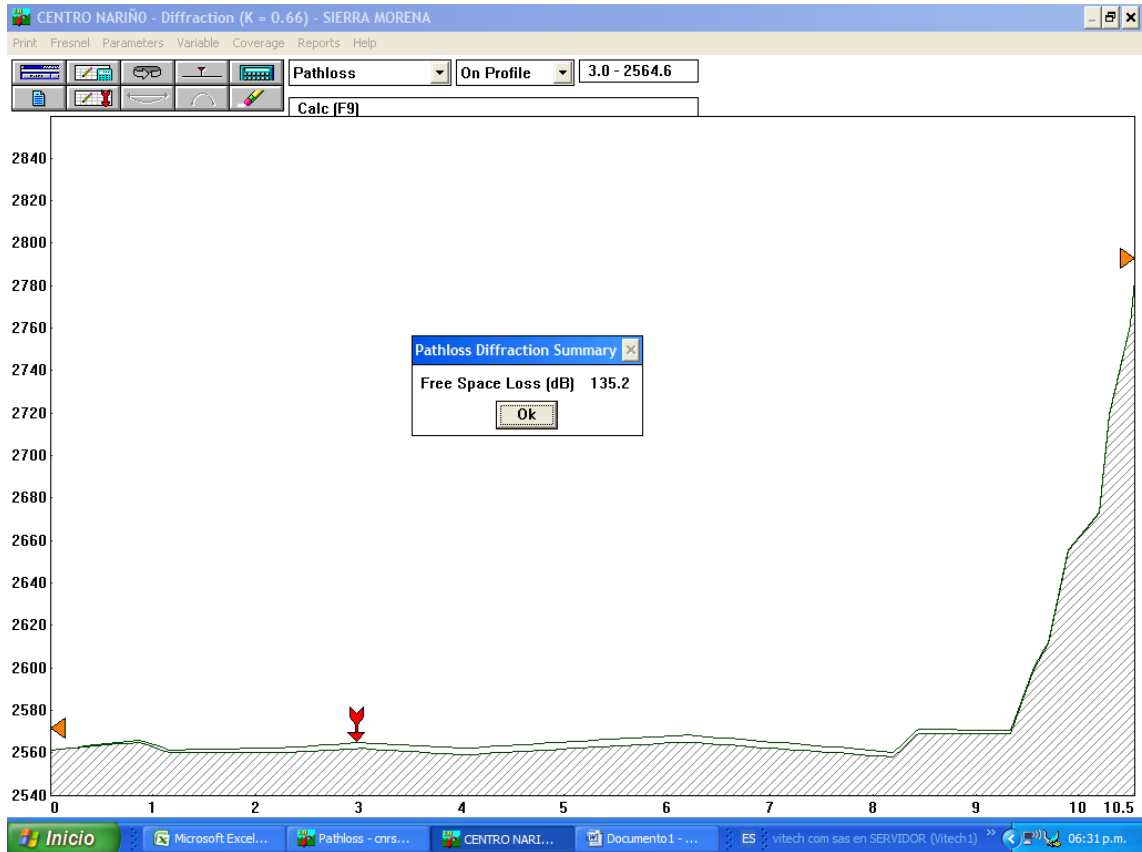 CENTRO NARIÑO - Diffraction (K = 0.66) - SIERRA MORENA
Print Fresnel Parameters Variable Coverage Reports Help
Pathloss On Profile 3.0 - 2564.6
Calc (F9)
2840
2820
2800
2780
2760
2740
2720
2700
2680
2660
2640
2620
2600
2580
2560
2540
Pathloss Diffraction Summary
Free Space Loss (dB) 135.2
Ok
0 1 2 3 4 5 6 7 8 9 10 10.5
Inicio Microsoft Excel... Pathloss - cnrs... CENTRO NARI... Documento1 - ... ES vitech com sas en SERVIDOR (Vitech1) 06:31 p.m.